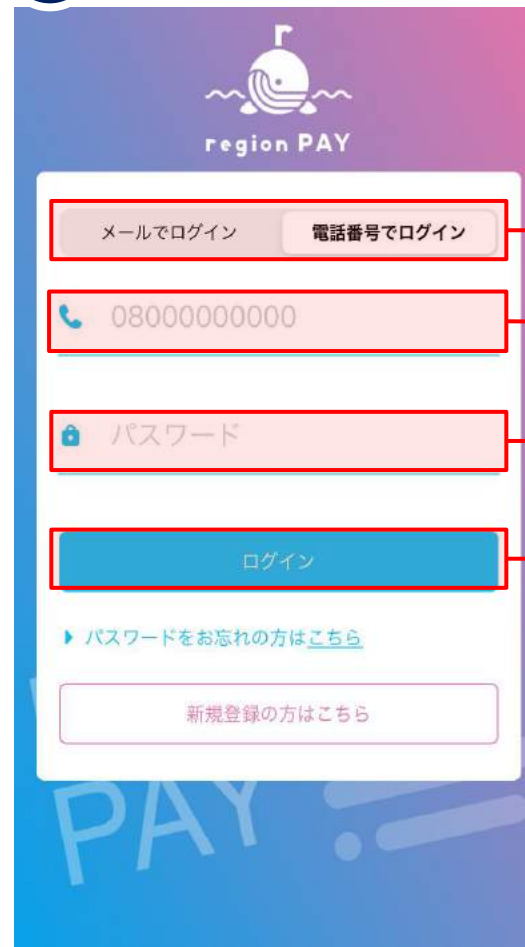 r
region PAY
メールでログイン 電話番号でログイン
08000000000
パスワード
ログイン
パスワードをお忘れの方はこちら
新規登録の方はこちら
PAY